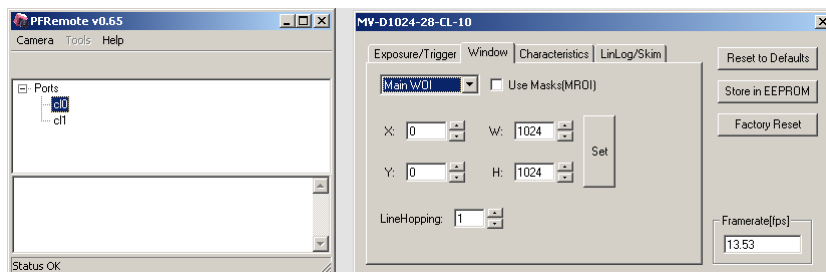 PFRemote v0.65
Camera Tools Help
Ports
cl0
cl1
Status OK
MV-D1024-28-CL-10
Exposure/Trigger Window Characteristics LinLog/Skim
Main WOI Use Masks(MROI)
X: 0 W: 1024
Set
Y: 0 H: 1024
LineHopping: 1
Reset to Defaults
Store in EEPROM
Factory Reset
Framerate[fps]
13.53